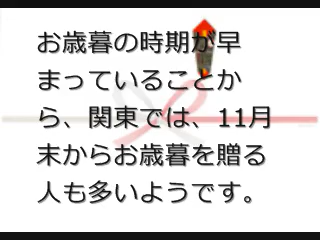 お歳暮の時期が早
まっていることか
ら、関東では、11月
末からお歳暮を贈る
人も多いようです。